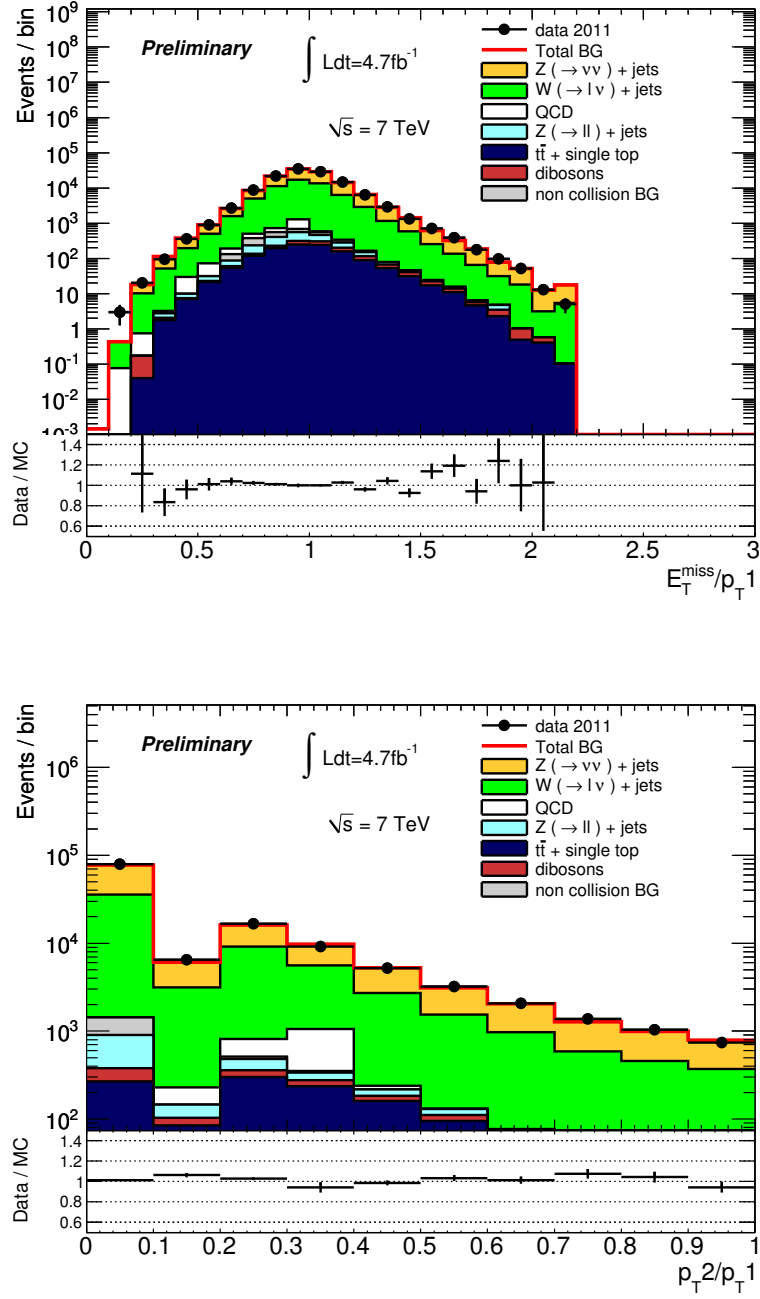 Events / bin
10⁹
10⁸
10⁷
10⁶
10⁵
10⁴
10³
10²
10
1
10⁻¹
10⁻²
10⁻³
Preliminary
∫ Ldt=4.7fb⁻¹
√s = 7 TeV
data 2011
Total BG
Z (→ νν) + jets
W (→ l ν) + jets
QCD
Z (→ ll) + jets
tt̄ + single top
dibosons
non collision BG
Data / MC
1.4
1.2
1
0.8
0.6
0 0.5 1 1.5 2 2.5 3
E_T^miss/p_T1
Events / bin
10⁶
10⁵
10⁴
10³
10²
Preliminary
∫ Ldt=4.7fb⁻¹
√s = 7 TeV
data 2011
Total BG
Z (→ νν) + jets
W (→ l ν) + jets
QCD
Z (→ ll) + jets
tt̄ + single top
dibosons
non collision BG
Data / MC
1.4
1.2
1
0.8
0.6
0 0.1 0.2 0.3 0.4 0.5 0.6 0.7 0.8 0.9 1
p_T2/p_T1